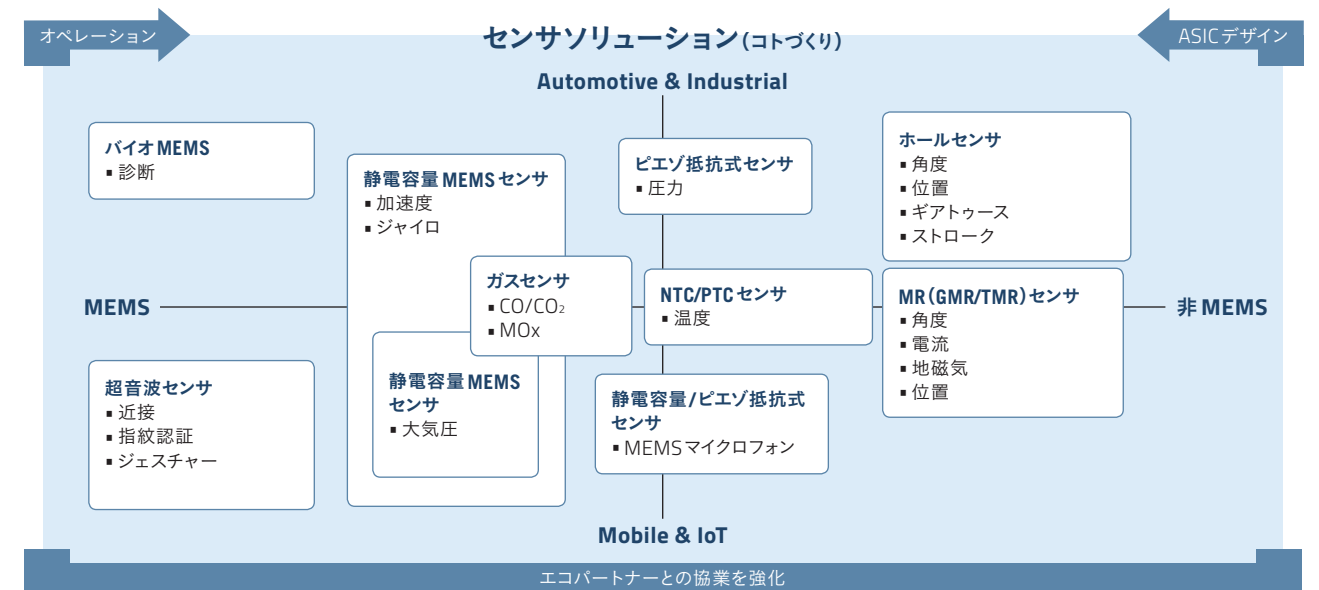 オペレーション
センサソリューション(コトづくり)
ASICデザイン
Automotive & Industrial
バイオMEMS
▪ 診断
静電容量MEMSセンサ
▪ 加速度
▪ ジャイロ
ピエゾ抵抗式センサ
▪ 圧力
ホールセンサ
▪ 角度
▪ 位置
▪ ギアトゥース
▪ ストローク
MEMS
ガスセンサ
▪ CO/CO₂
▪ MOx
NTC/PTCセンサ
▪ 温度
MR(GMR/TMR)センサ
▪ 角度
▪ 電流
▪ 地磁気
▪ 位置
非MEMS
超音波センサ
▪ 近接
▪ 指紋認証
▪ ジェスチャー
静電容量MEMS
センサ
▪ 大気圧
静電容量/ピエゾ抵抗式
センサ
▪ MEMSマイクロフォン
Mobile & IoT
エコパートナーとの協業を強化